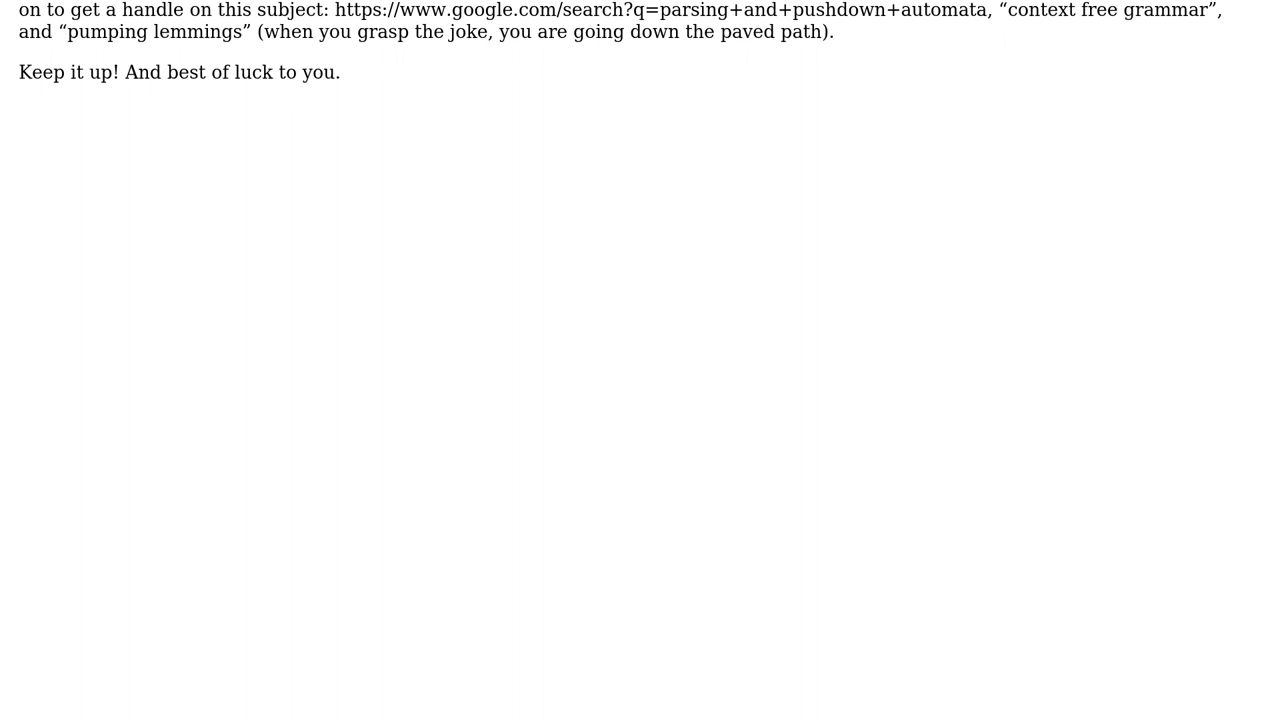 on to get a handle on this subject: https://www.google.com/search?q=parsing+and+pushdown+automata, “context free grammar”,
and “pumping lemmings” (when you grasp the joke, you are going down the paved path).
Keep it up! And best of luck to you.